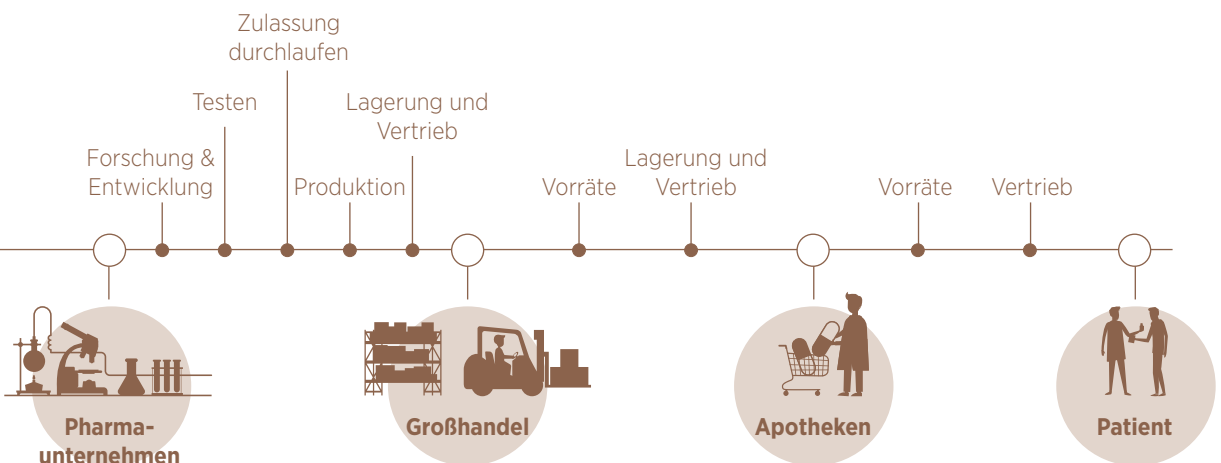 Zulassung
durchlaufen
Testen
Lagerung und
Vertrieb
Forschung &
Entwicklung
Produktion
Vorräte
Lagerung und
Vertrieb
Vorräte
Vertrieb
Pharma-
unternehmen
Großhandel
Apotheken
Patient